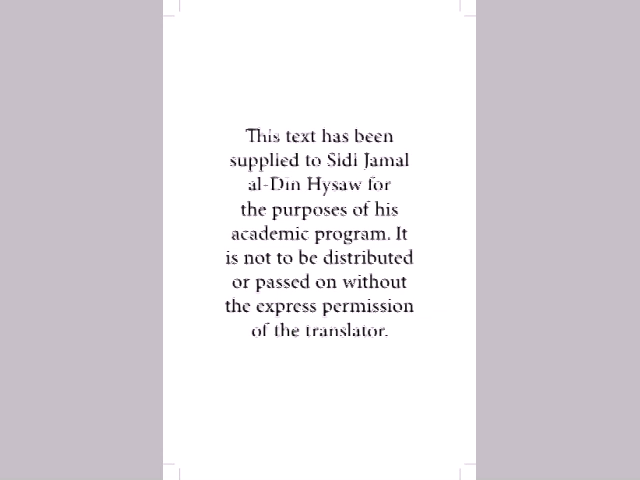 This text has been
supplied to Sidi Jamal
al-Din Hysaw for
the purposes of his
academic program. It
is not to be distributed
or passed on without
the express permission
of the translator.